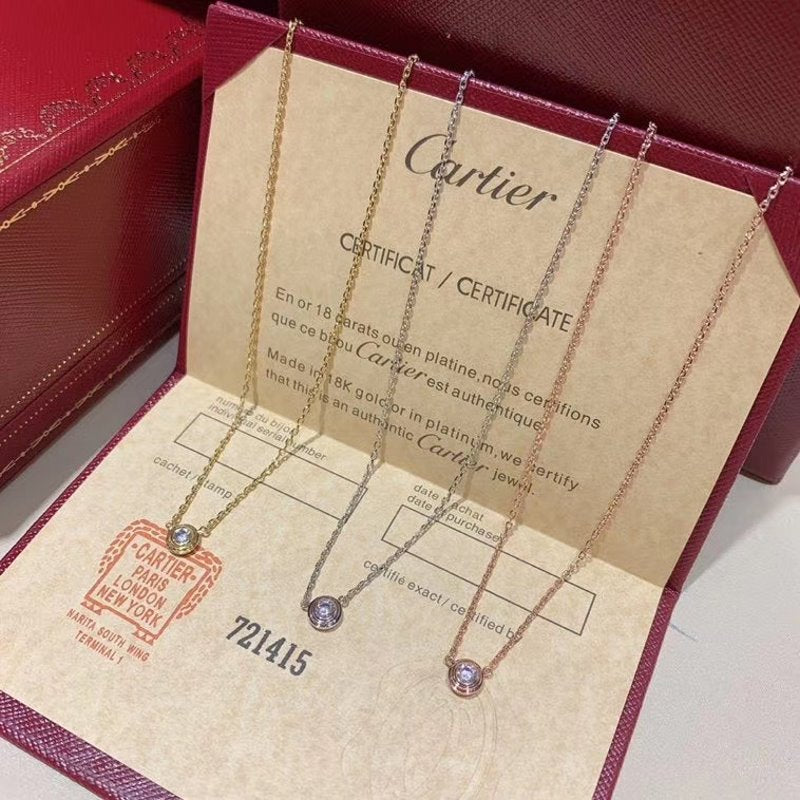 Cartier
CERTIFICAT / CERTIFICATE
En or 18 carats ou en platine, nous certifions
que ce bijou Cartier est authentique.
Made in 18K gold or in platinum, we certify
that this is an authentic Cartier jewel.
numéro du bijou
individual serial number
cachet / stamp
date d'achat
date of purchase
certifié exact / certified by
CARTIER
PARIS
LONDON
NEW YORK
NARITA SOUTH WING
TERMINAL 1
721415